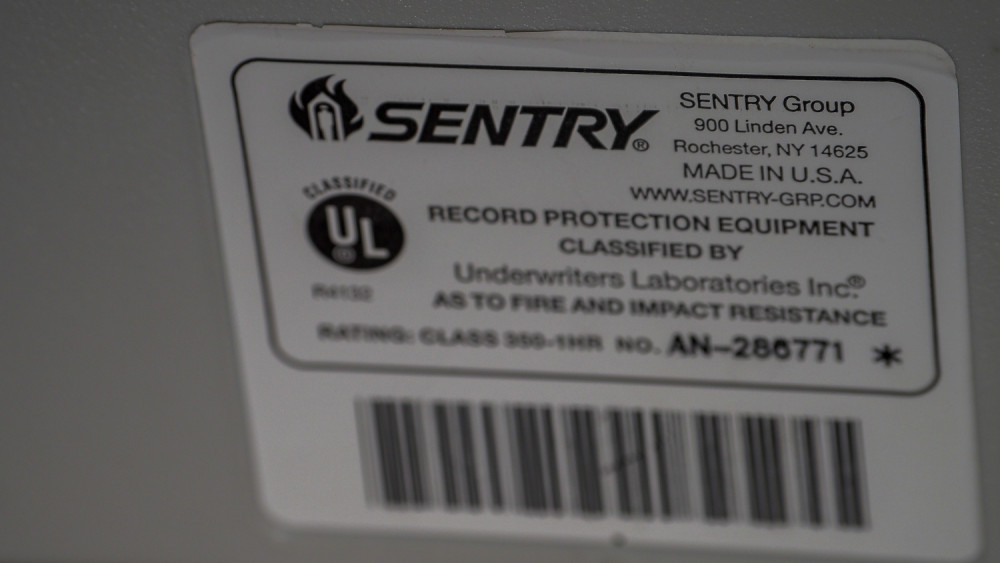 SENTRY®
SENTRY Group
900 Linden Ave.
Rochester, NY 14625
MADE IN U.S.A.
WWW.SENTRY-GRP.COM
CLASSIFIED
UL
®
RECORD PROTECTION EQUIPMENT
CLASSIFIED BY
Underwriters Laboratories Inc.®
AS TO FIRE AND IMPACT RESISTANCE
R4132
RATING: CLASS 350-1HR NO. AN-286771 *